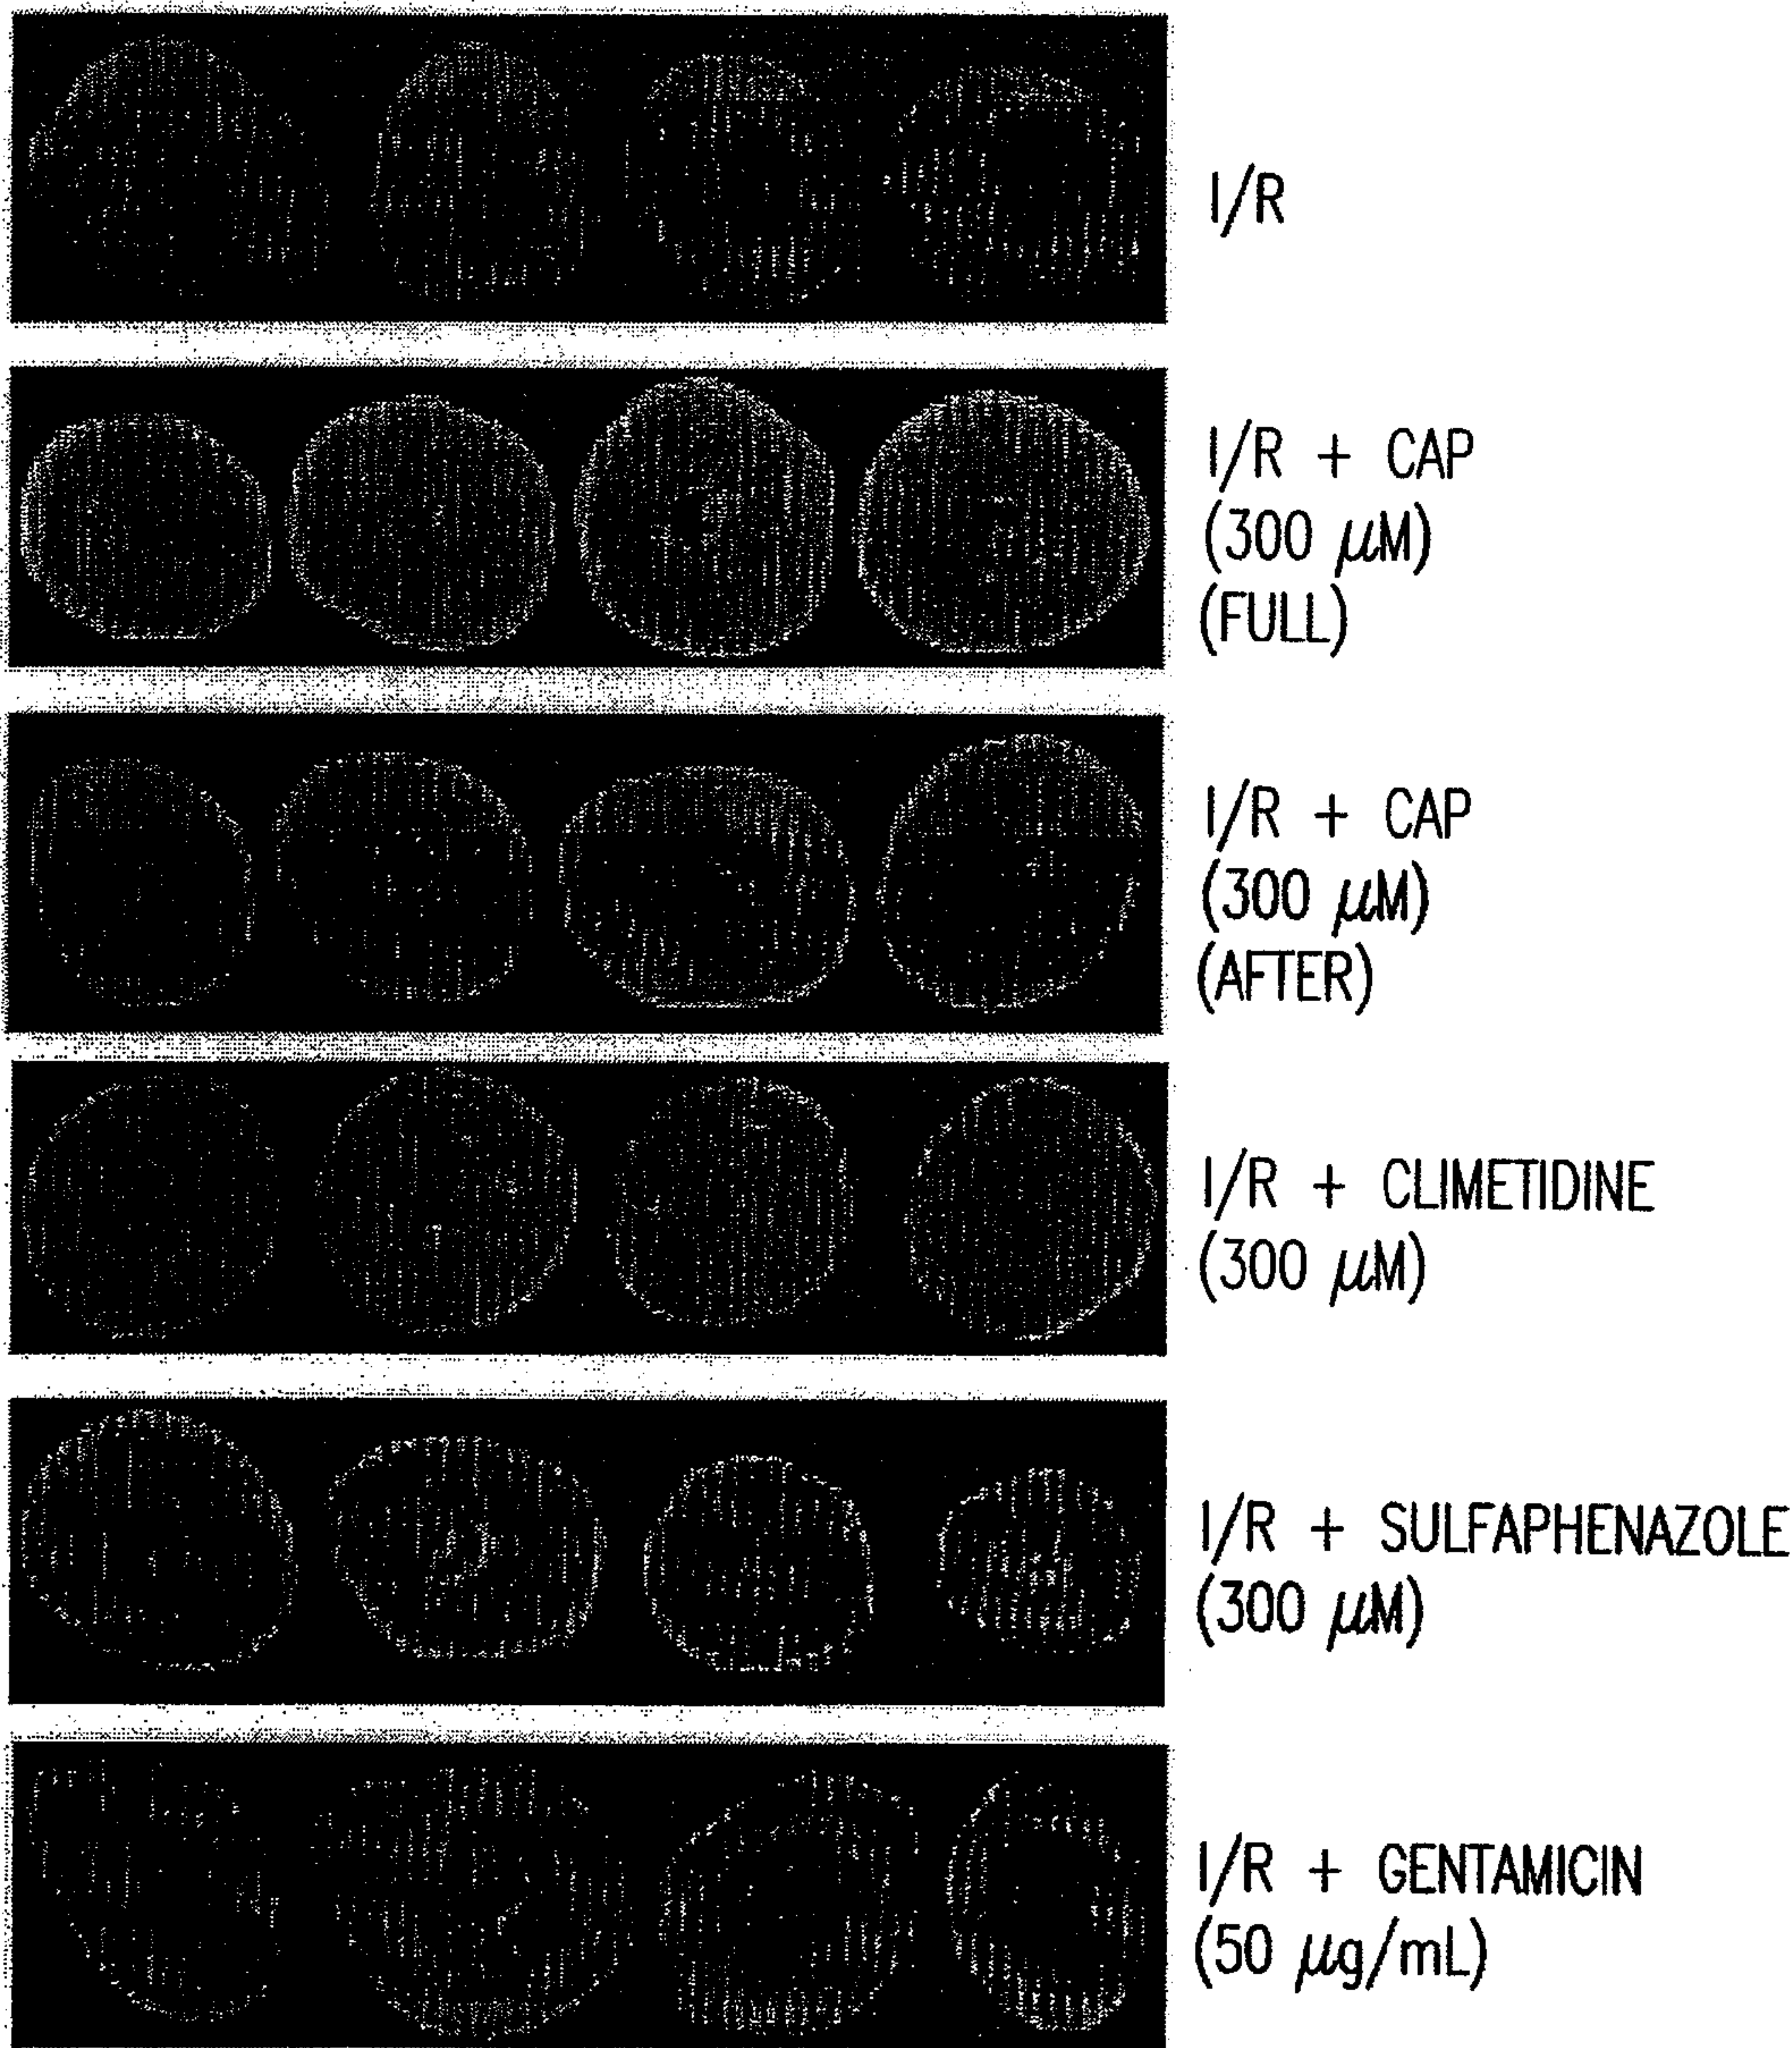 I/R
I/R + CAP
(300 μM)
(FULL)
I/R + CAP
(300 μM)
(AFTER)
I/R + CLIMETIDINE
(300 μM)
I/R + SULFAPHENAZOLE
(300 μM)
I/R + GENTAMICIN
(50 μg/mL)